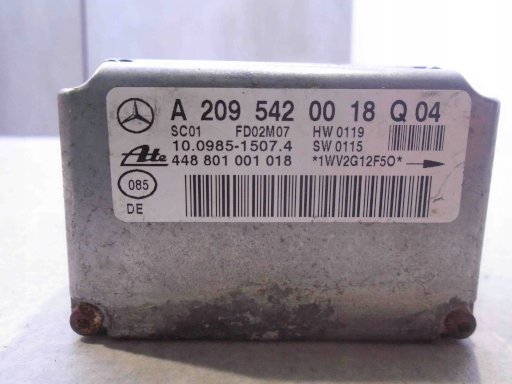 A 209 542 00 18 Q 04
SC01 FD02M07 HW 0119
10.0985-1507.4 SW 0115
Ate 448 801 001 018 *1WV2G12F5O*
085
DE